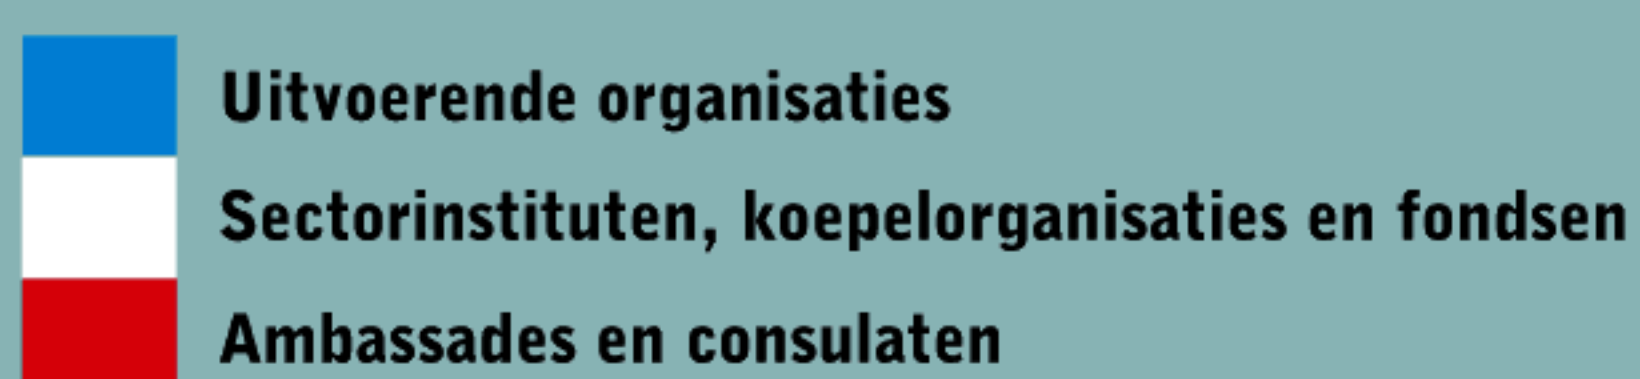 Uitvoerende organisaties
Sectorinstituten, koepelorganisaties en fondsen
Ambassades en consulaten